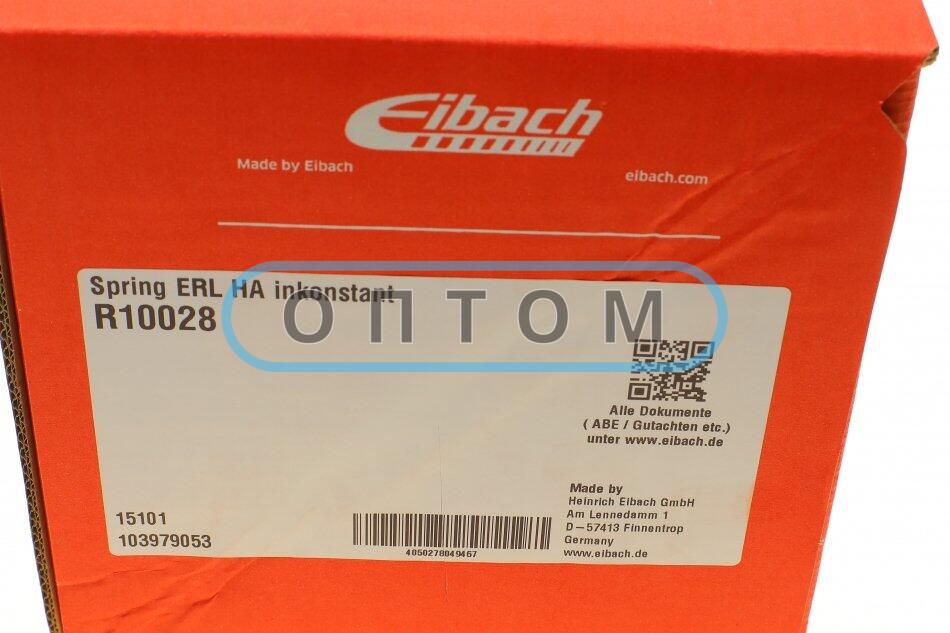 Eibach
Made by Eibach
eibach.com
Spring ERL HA inkonstant
R10028
ОПТОМ
Alle Dokumente
( ABE / Gutachten etc.)
unter www.eibach.de
15101
103979053
4050278049467
Made by
Heinrich Eibach GmbH
Am Lennedamm 1
D-57413 Finnentrop
Germany
www.eibach.de